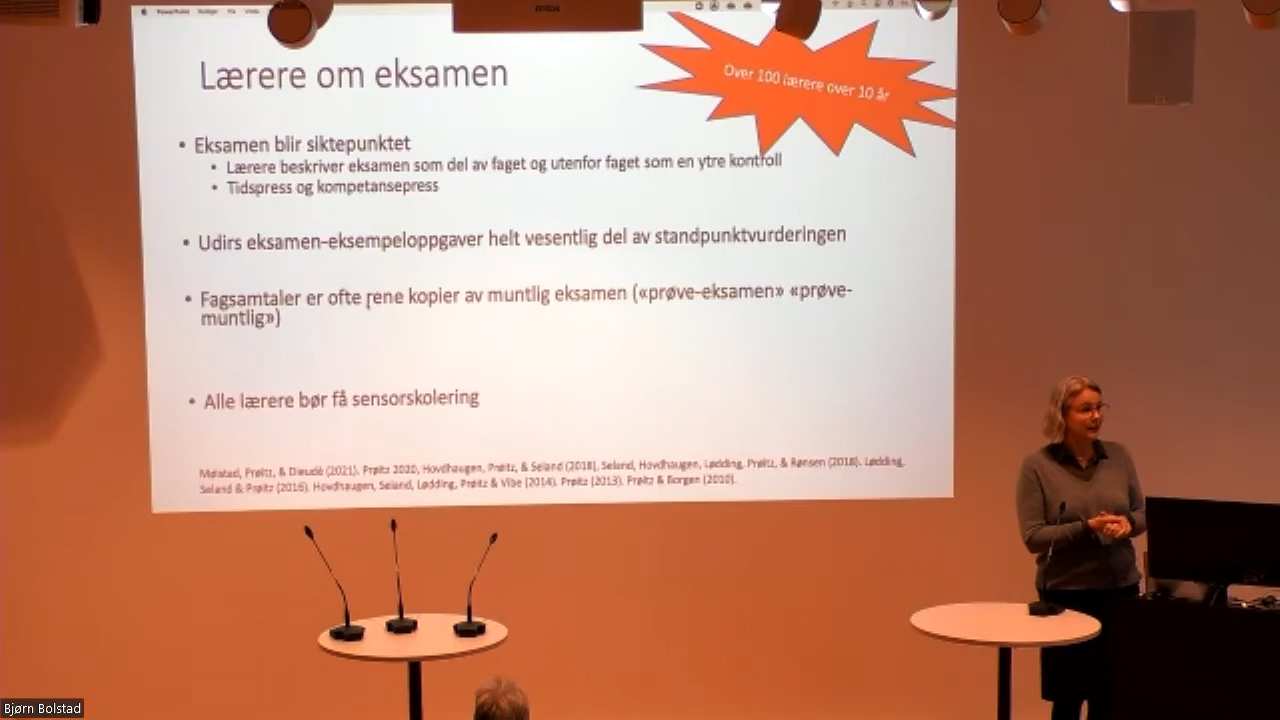 EPSON
Over 100 lærere over 10 år
Lærere om eksamen
• Eksamen blir siktepunktet
• Lærere beskriver eksamen som del av faget og utenfor faget som en ytre kontroll
• Tidspress og kompetansepress
• Udirs eksamen-eksempeloppgaver helt vesentlig del av standpunktvurderingen
• Fagsamtaler er ofte rene kopier av muntlig eksamen («prøve-eksamen» «prøve-
muntlig»)
• Alle lærere bør få sensorskolering
Mølstad, Prøitz, & Dieudè (2021). Prøitz 2020, Hovdhaugen, Prøitz, & Seland (2018), Seland, Hovdhaugen, Lødding, Prøitz, & Rønsen (2018). Lødding,
Seland & Prøitz (2016). Hovdhaugen, Seland, Lødding, Prøitz & Vibe (2014). Prøitz (2013). Prøitz & Borgen (2010).
Bjørn Bolstad